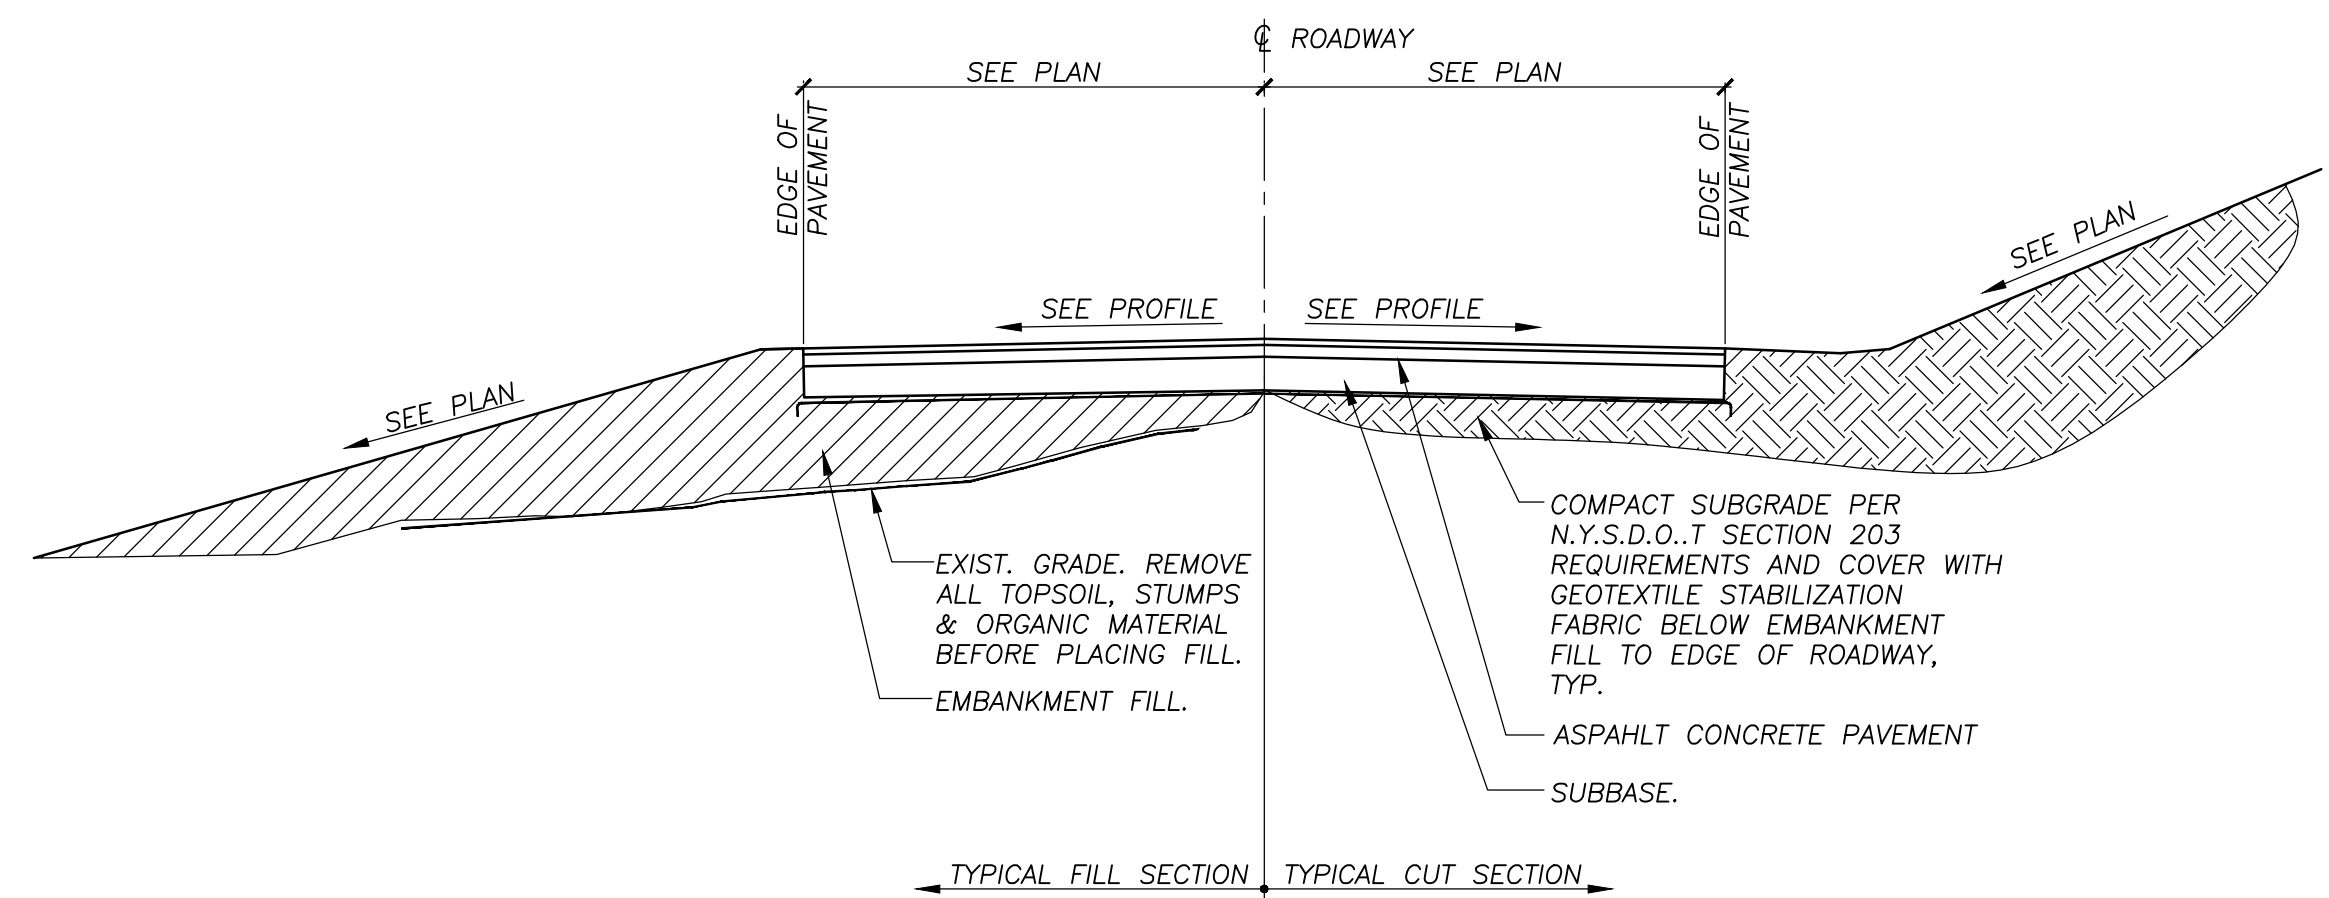 ℄ ROADWAY
SEE PLAN
SEE PLAN
EDGE OF
PAVEMENT
EDGE OF
PAVEMENT
SEE PLAN
SEE PROFILE
SEE PROFILE
SEE PLAN
EXIST. GRADE. REMOVE
ALL TOPSOIL, STUMPS
& ORGANIC MATERIAL
BEFORE PLACING FILL.
EMBANKMENT FILL.
COMPACT SUBGRADE PER
N.Y.S.D.O..T SECTION 203
REQUIREMENTS AND COVER WITH
GEOTEXTILE STABILIZATION
FABRIC BELOW EMBANKMENT
FILL TO EDGE OF ROADWAY,
TYP.
ASPAHLT CONCRETE PAVEMENT
SUBBASE.
TYPICAL FILL SECTION
TYPICAL CUT SECTION